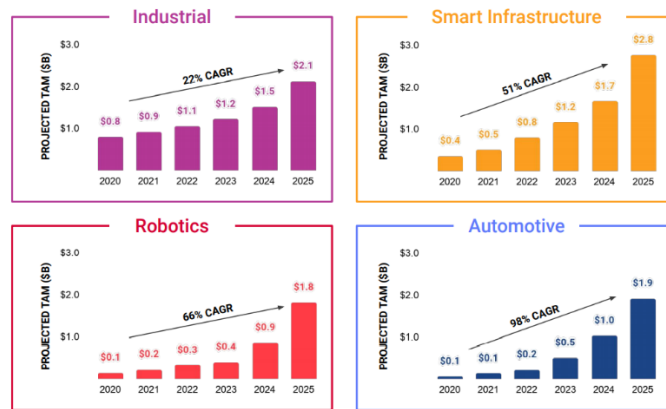 Industrial
PROJECTED TAM ($B)
$3.0
$2.0
$1.0
22% CAGR
$0.8
$0.9
$1.1
$1.2
$1.5
$2.1
2020 2021 2022 2023 2024 2025
Smart Infrastructure
PROJECTED TAM ($B)
$3.0
$2.0
$1.0
51% CAGR
$0.4
$0.5
$0.8
$1.2
$1.7
$2.8
2020 2021 2022 2023 2024 2025
Robotics
PROJECTED TAM ($B)
$3.0
$2.0
$1.0
66% CAGR
$0.1
$0.2
$0.3
$0.4
$0.9
$1.8
2020 2021 2022 2023 2024 2025
Automotive
PROJECTED TAM ($B)
$3.0
$2.0
$1.0
98% CAGR
$0.1
$0.1
$0.2
$0.5
$1.0
$1.9
2020 2021 2022 2023 2024 2025